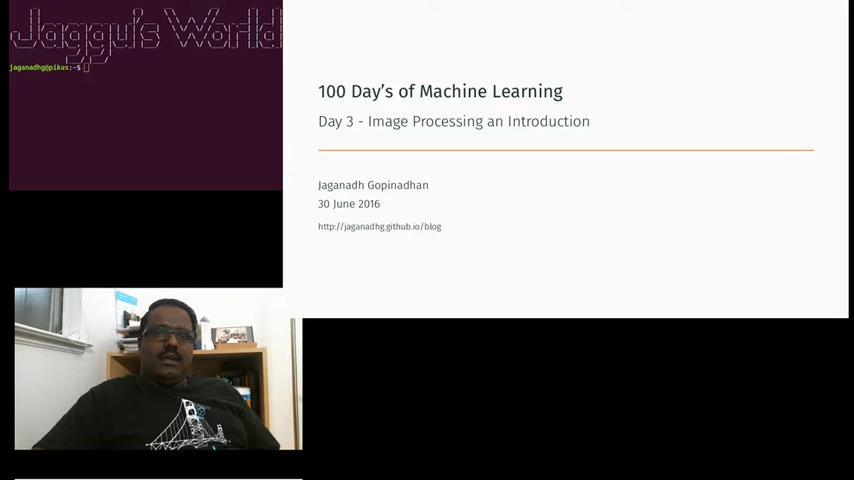 Jaggu's World
jaganadhg@pikus:~$
100 Day's of Machine Learning
Day 3 - Image Processing an Introduction
Jaganadh Gopinadhan
30 June 2016
http://jaganadhg.github.io/blog